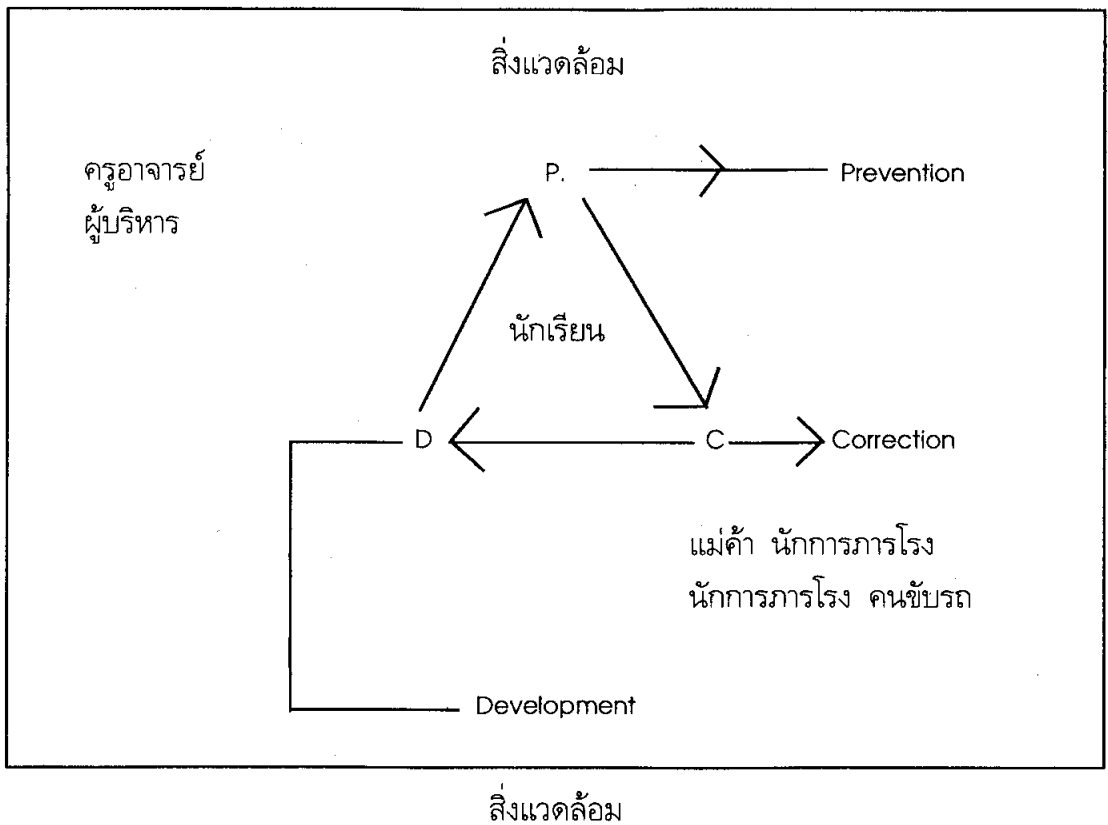 สิ่งแวดล้อม
ครูอาจารย์
ผู้บริหาร
P.
Prevention
นักเรียน
D
C
Correction
แม่ค้า นักการภารโรง
นักการภารโรง คนขับรถ
Development
สิ่งแวดล้อม